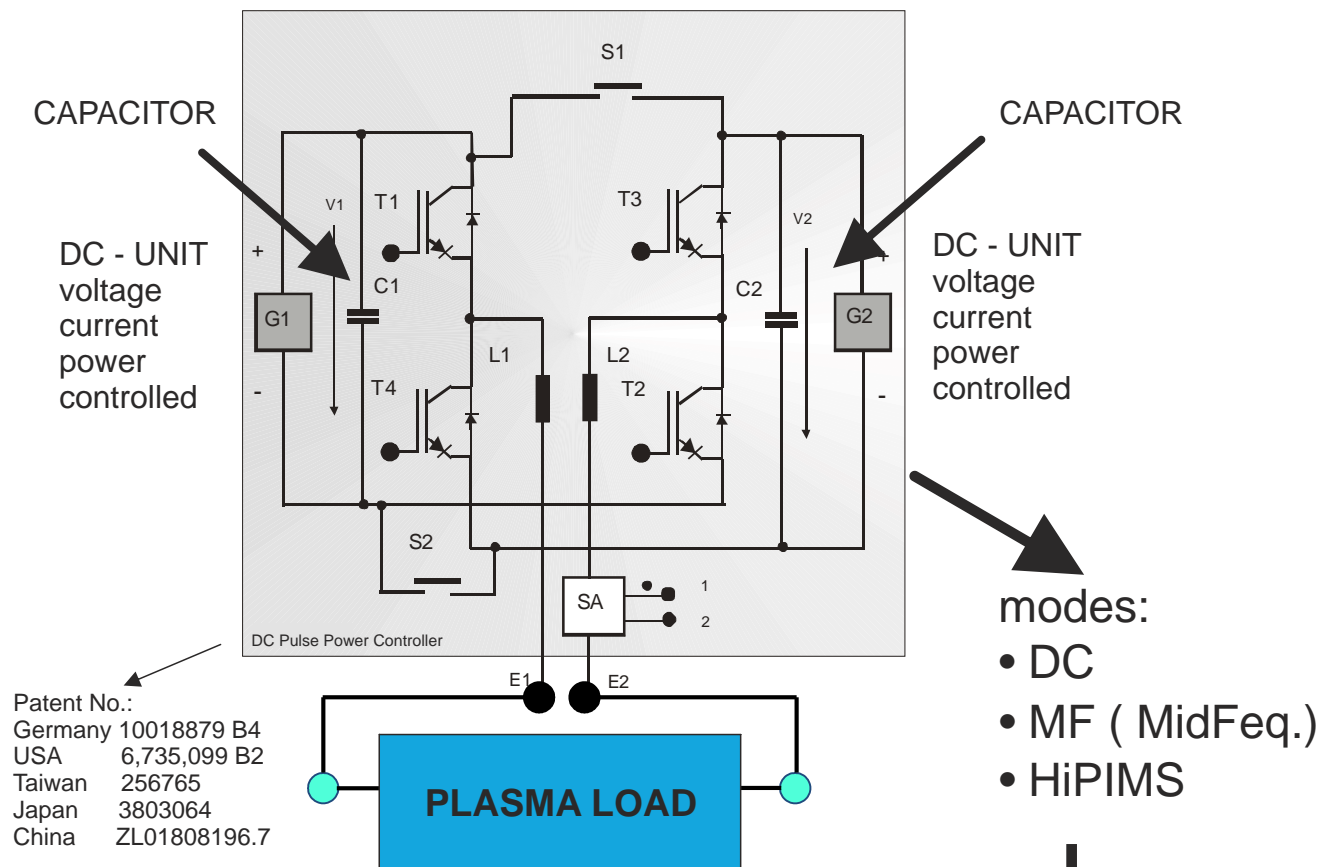 S1
CAPACITOR
CAPACITOR
T1
T3
V1
V2
DC - UNIT
voltage
current
power
controlled
+
-
G1
C1
C2
G2
+
-
DC - UNIT
voltage
current
power
controlled
L1
L2
T4
T2
S2
SA
1
2
DC Pulse Power Controller
E1
E2
modes:
• DC
• MF ( MidFeq.)
• HiPIMS
Patent No.:
Germany 10018879 B4
USA 6,735,099 B2
Taiwan 256765
Japan 3803064
China ZL01808196.7
PLASMA LOAD